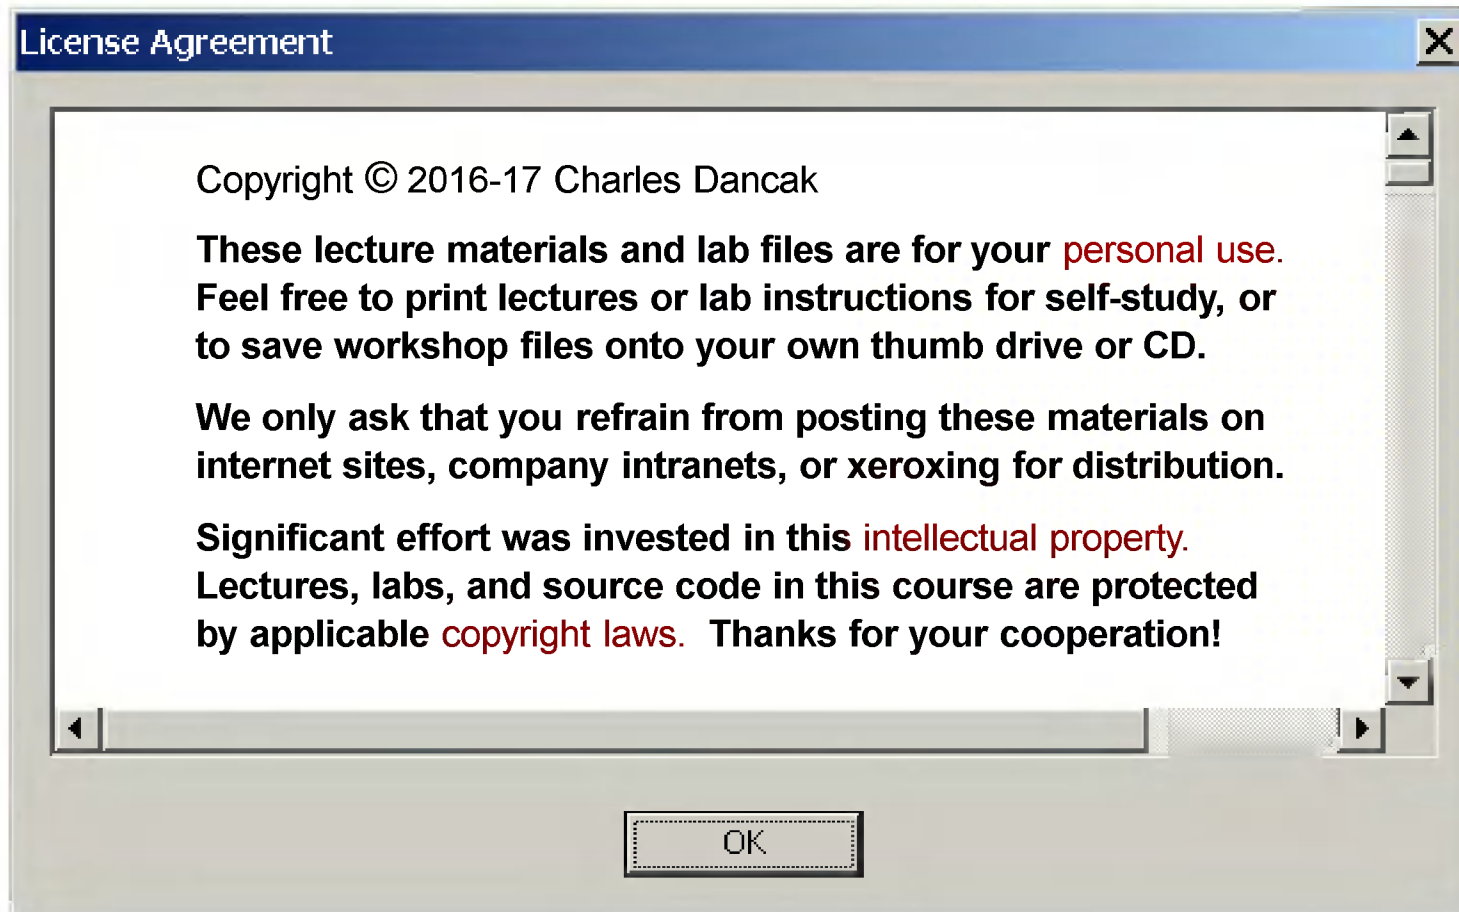 License Agreement
Copyright © 2016-17 Charles Dancak
These lecture materials and lab files are for your personal use.
Feel free to print lectures or lab instructions for self-study, or
to save workshop files onto your own thumb drive or CD.
We only ask that you refrain from posting these materials on
internet sites, company intranets, or xeroxing for distribution.
Significant effort was invested in this intellectual property.
Lectures, labs, and source code in this course are protected
by applicable copyright laws.  Thanks for your cooperation!
OK